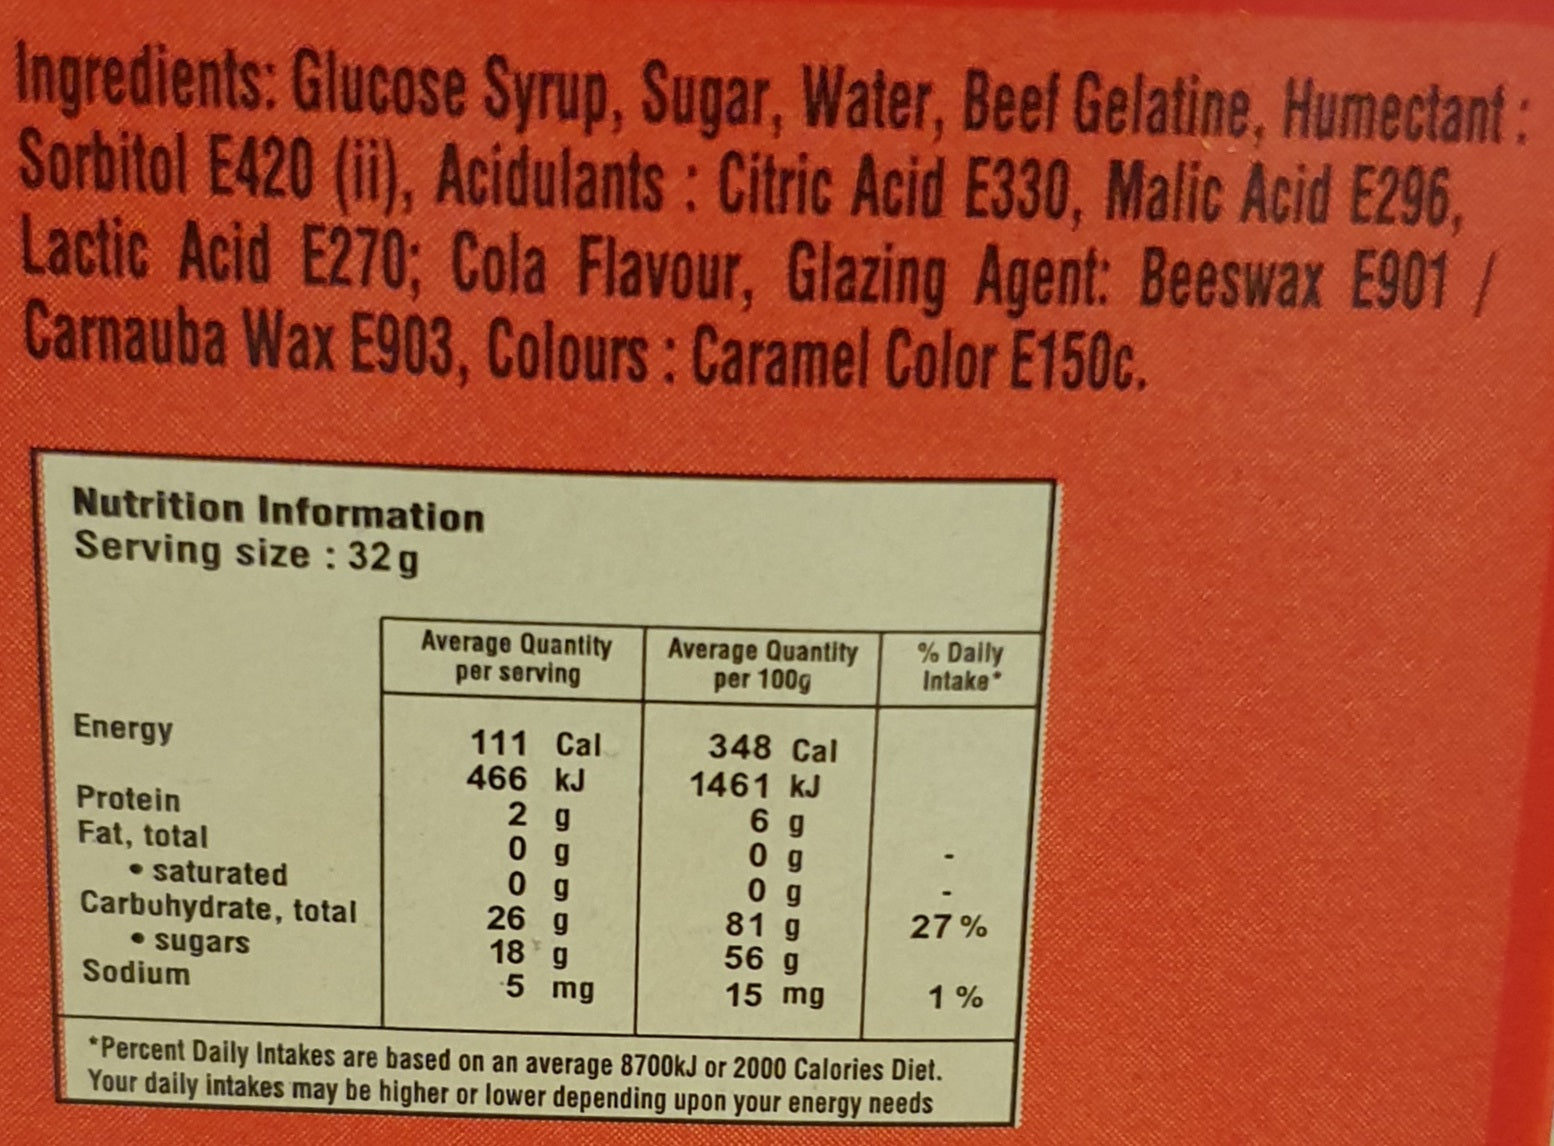 Ingredients: Glucose Syrup, Sugar, Water, Beef Gelatine, Humectant :
Sorbitol E420 (ii), Acidulants : Citric Acid E330, Malic Acid E296,
Lactic Acid E270; Cola Flavour, Glazing Agent: Beeswax E901 /
Carnauba Wax E903, Colours : Caramel Color E150c.
Nutrition Information
Serving size : 32 g
Average Quantity per serving Average Quantity per 100g % Daily Intake*
Energy 111 Cal 348 Cal
466 kJ 1461 kJ
Protein 2 g 6 g
Fat, total 0 g 0 g -
• saturated 0 g 0 g -
Carbuhydrate, total 26 g 81 g 27 %
• sugars 18 g 56 g
Sodium 5 mg 15 mg 1 %
*Percent Daily Intakes are based on an average 8700kJ or 2000 Calories Diet.
Your daily intakes may be higher or lower depending upon your energy needs